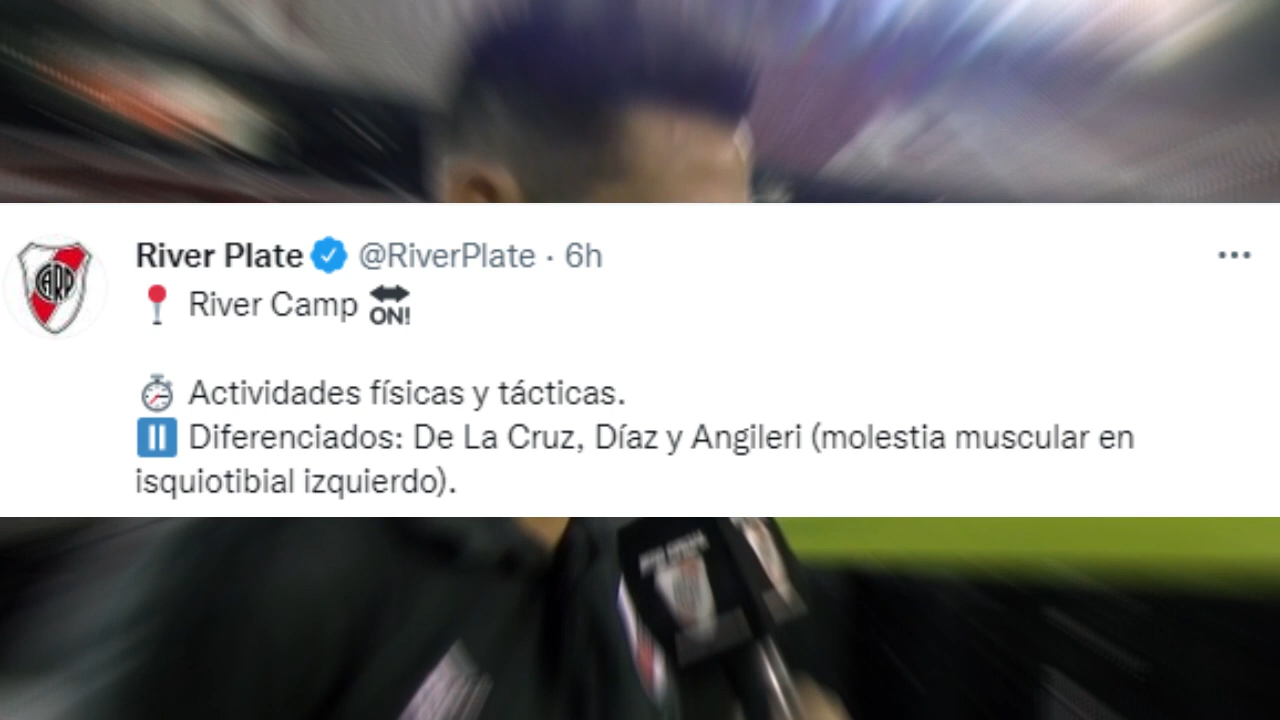 River Plate @RiverPlate · 6h
📍 River Camp 🔛
⏱ Actividades físicas y tácticas.
⏸ Diferenciados: De La Cruz, Díaz y Angileri (molestia muscular en
isquiotibial izquierdo).